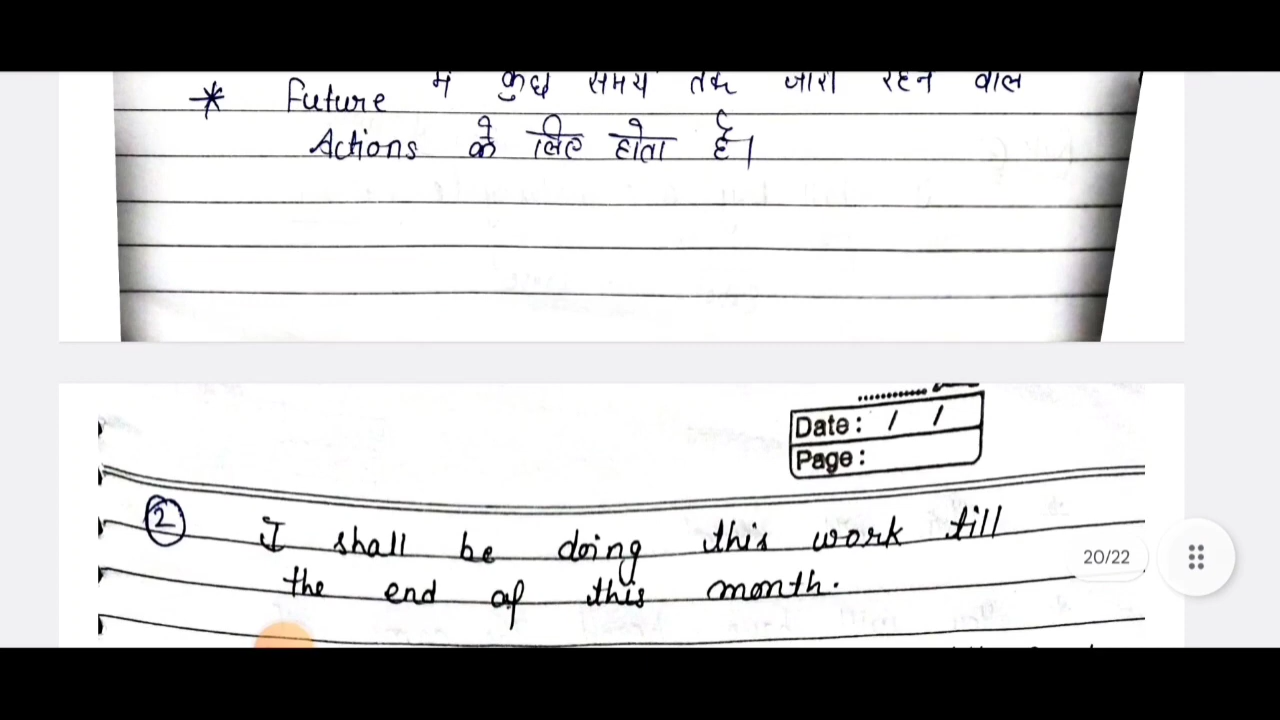 * Future में कुछ समय तक जारी रहने वाले
Actions के लिए होता है।
Date: / /
Page:
② I shall be doing this work till
the end of this month.
20/22